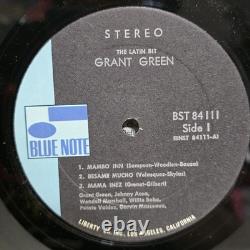 STEREO
THE LATIN BIT
GRANT GREEN
BST 84111
Side 1
(BNST 84111-A)
BLUE NOTE
1. MAMBO INN (Sampson-Woodlen-Bauza)
2. BESAME MUCHO (Velasquez-Skylar)
3. MAMA INEZ (Grenet-Gilbert)
Grant Green, Johnny Acea,
Wendell Marshall, Willie Bobo,
Potato Valdez, Garvin Masseaux,
LIBERTY INC., LOS ANGELES, CALIFORNIA